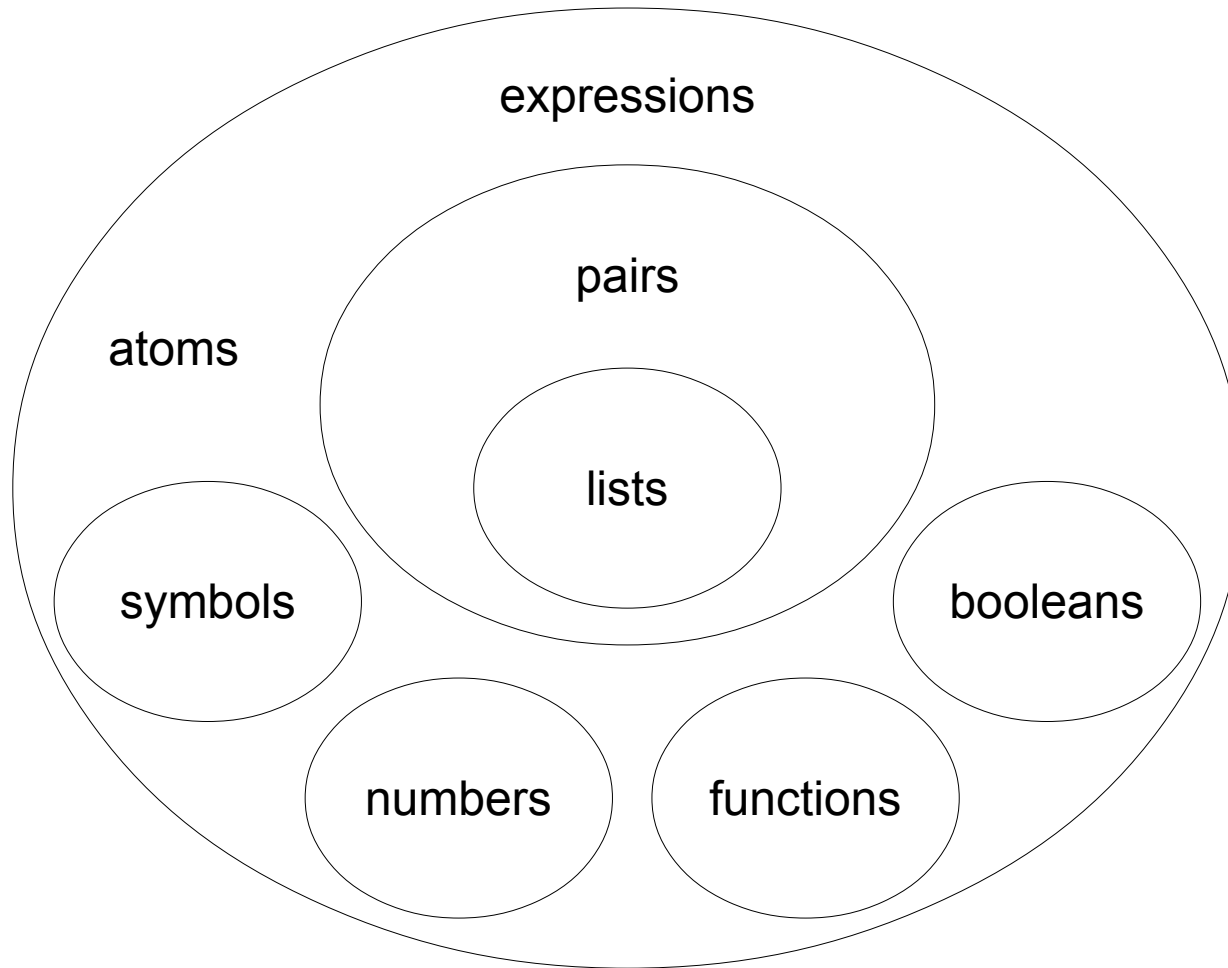 expressions
pairs
atoms
lists
symbols
booleans
numbers
functions